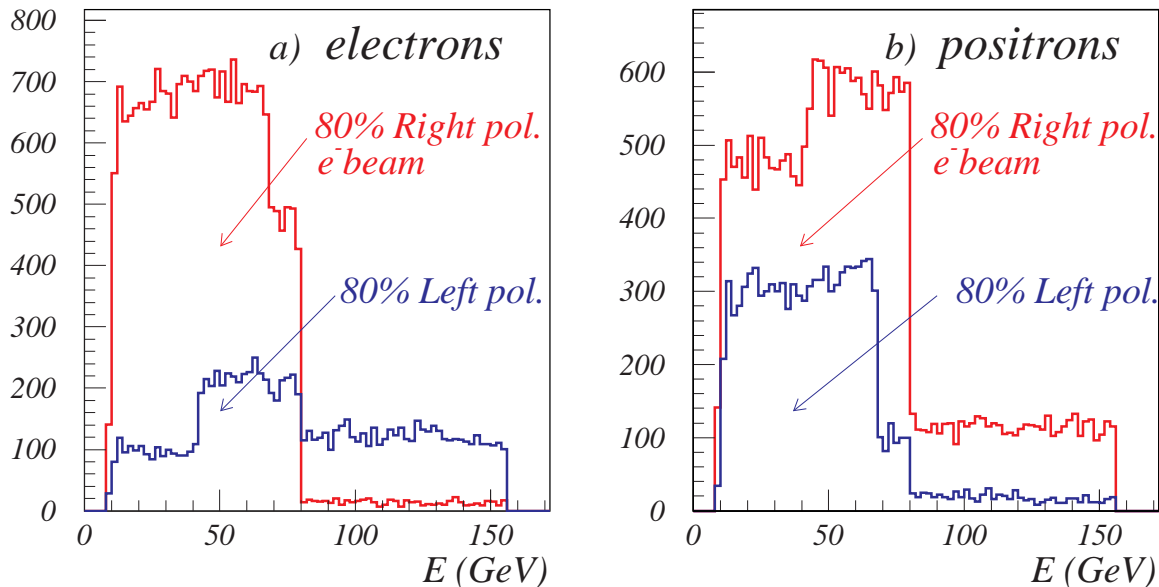 a) electrons
800
700
600
500
400
300
200
100
0
80% Right pol.
e⁻beam
80% Left pol.
0
50
100
150
E (GeV)
b) positrons
600
500
400
300
200
100
0
80% Right pol.
e⁻beam
80% Left pol.
0
50
100
150
E (GeV)